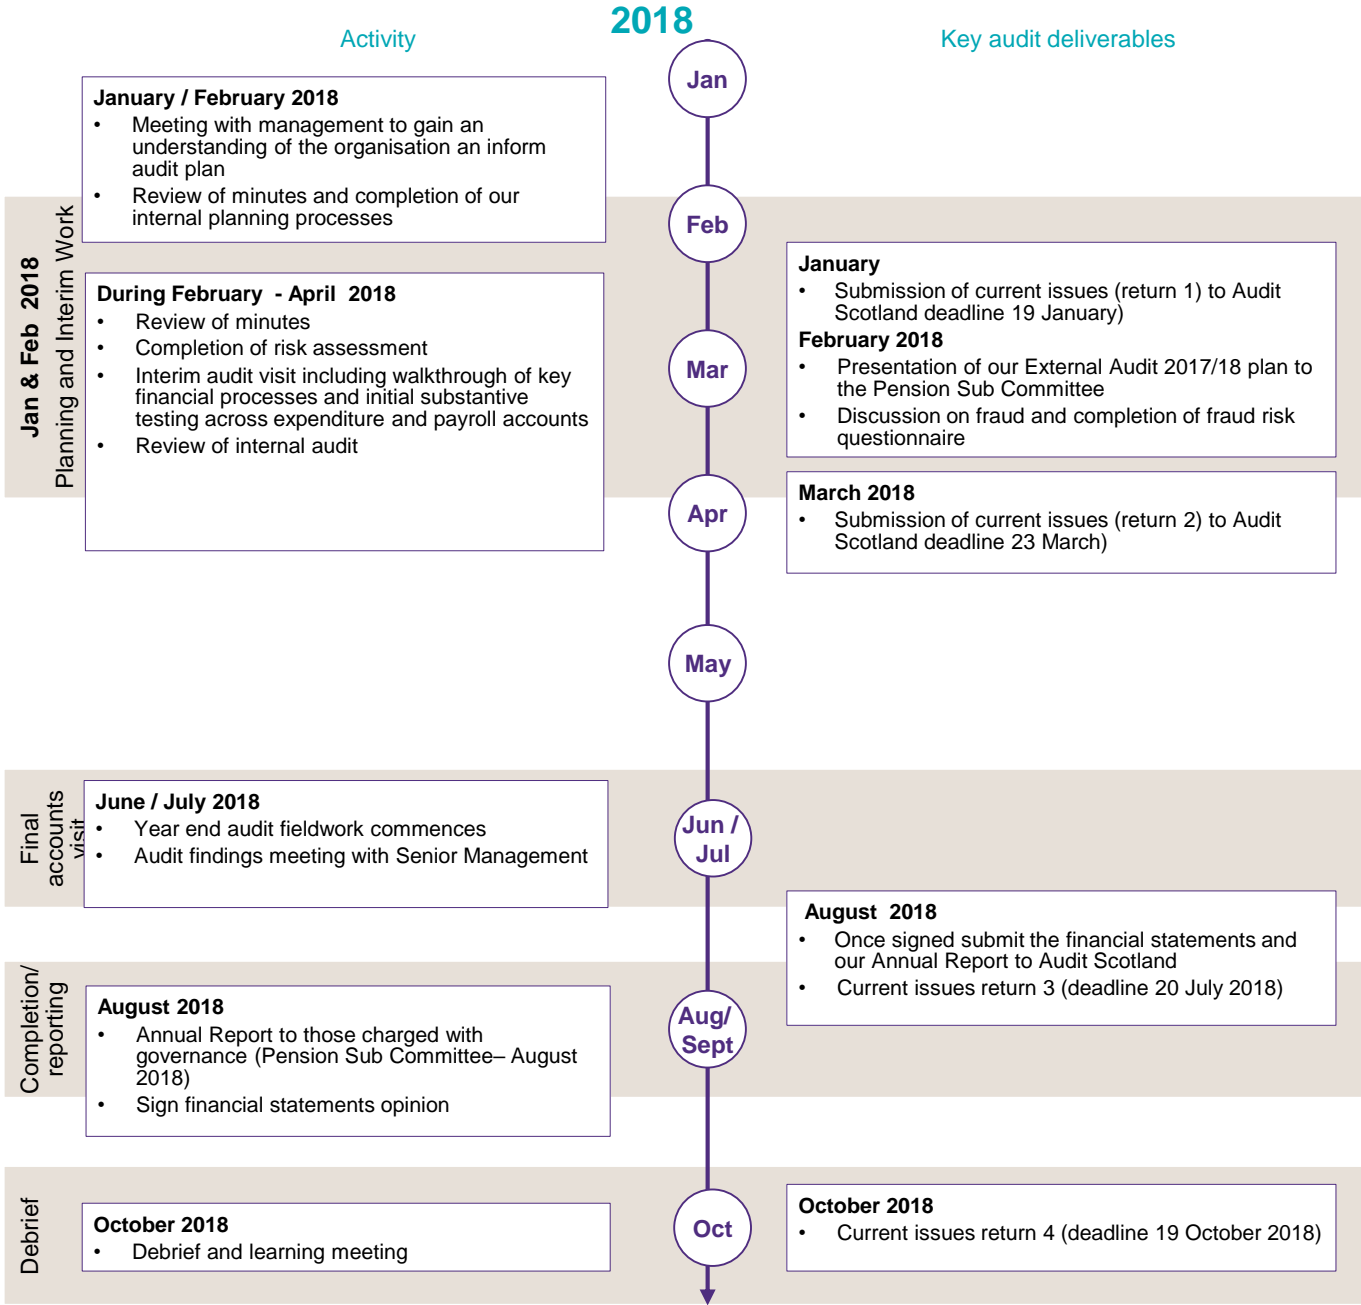 2018
Activity
Key audit deliverables
Jan
January / February 2018
• Meeting with management to gain an
understanding of the organisation an inform
audit plan
• Review of minutes and completion of our
internal planning processes
Jan & Feb 2018
Planning and Interim Work
Feb
During February - April 2018
• Review of minutes
• Completion of risk assessment
• Interim audit visit including walkthrough of key
financial processes and initial substantive
testing across expenditure and payroll accounts
• Review of internal audit
January
• Submission of current issues (return 1) to Audit
Scotland deadline 19 January)
February 2018
• Presentation of our External Audit 2017/18 plan to
the Pension Sub Committee
• Discussion on fraud and completion of fraud risk
questionnaire
Mar
March 2018
• Submission of current issues (return 2) to Audit
Scotland deadline 23 March)
Apr
May
Final
accounts
visit
June / July 2018
• Year end audit fieldwork commences
• Audit findings meeting with Senior Management
Jun /
Jul
August 2018
• Once signed submit the financial statements and
our Annual Report to Audit Scotland
• Current issues return 3 (deadline 20 July 2018)
Completion/
reporting
August 2018
• Annual Report to those charged with
governance (Pension Sub Committee– August
2018)
• Sign financial statements opinion
Aug/
Sept
Debrief
October 2018
• Debrief and learning meeting
Oct
October 2018
• Current issues return 4 (deadline 19 October 2018)